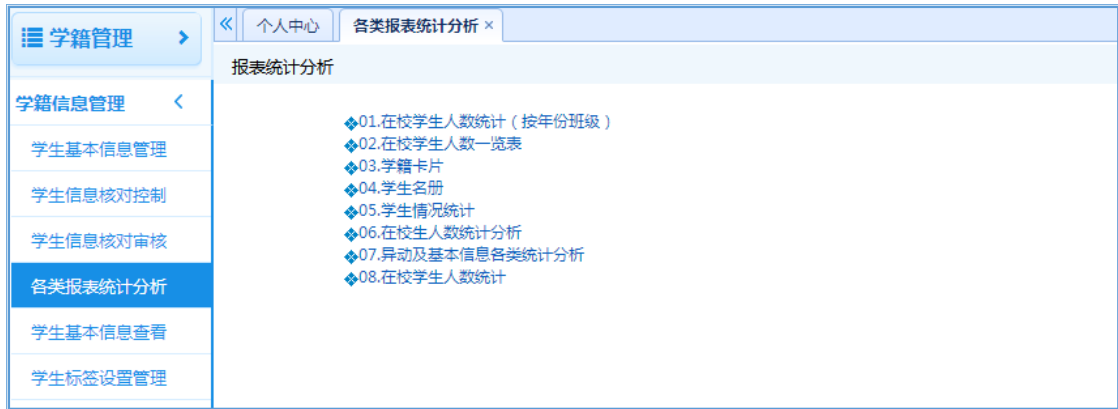 学籍管理
学籍信息管理
学生基本信息管理
学生信息核对控制
学生信息核对审核
各类报表统计分析
学生基本信息查看
学生标签设置管理
个人中心
各类报表统计分析
报表统计分析
01.在校学生人数统计（按年份班级）
02.在校学生人数一览表
03.学籍卡片
04.学生名册
05.学生情况统计
06.在校生人数统计分析
07.异动及基本信息各类统计分析
08.在校学生人数统计